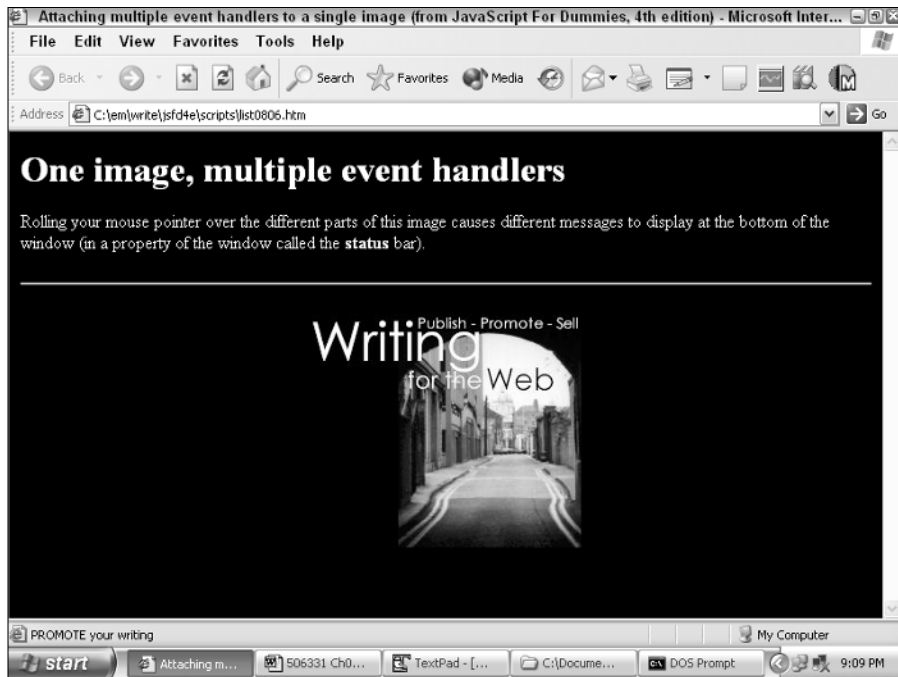 Attaching multiple event handlers to a single image (from JavaScript For Dummies, 4th edition) - Microsoft Inter...
File Edit View Favorites Tools Help
Back Search Favorites Media
Address C:\em\write\jsfd4e\scripts\list0806.htm Go
One image, multiple event handlers
Rolling your mouse pointer over the different parts of this image causes different messages to display at the bottom of the
window (in a property of the window called the status bar).
Publish - Promote - Sell
Writing
for the Web
PROMOTE your writing My Computer
start Attaching m... 506331 Ch0... TextPad - [... C:\Docume... DOS Prompt 9:09 PM